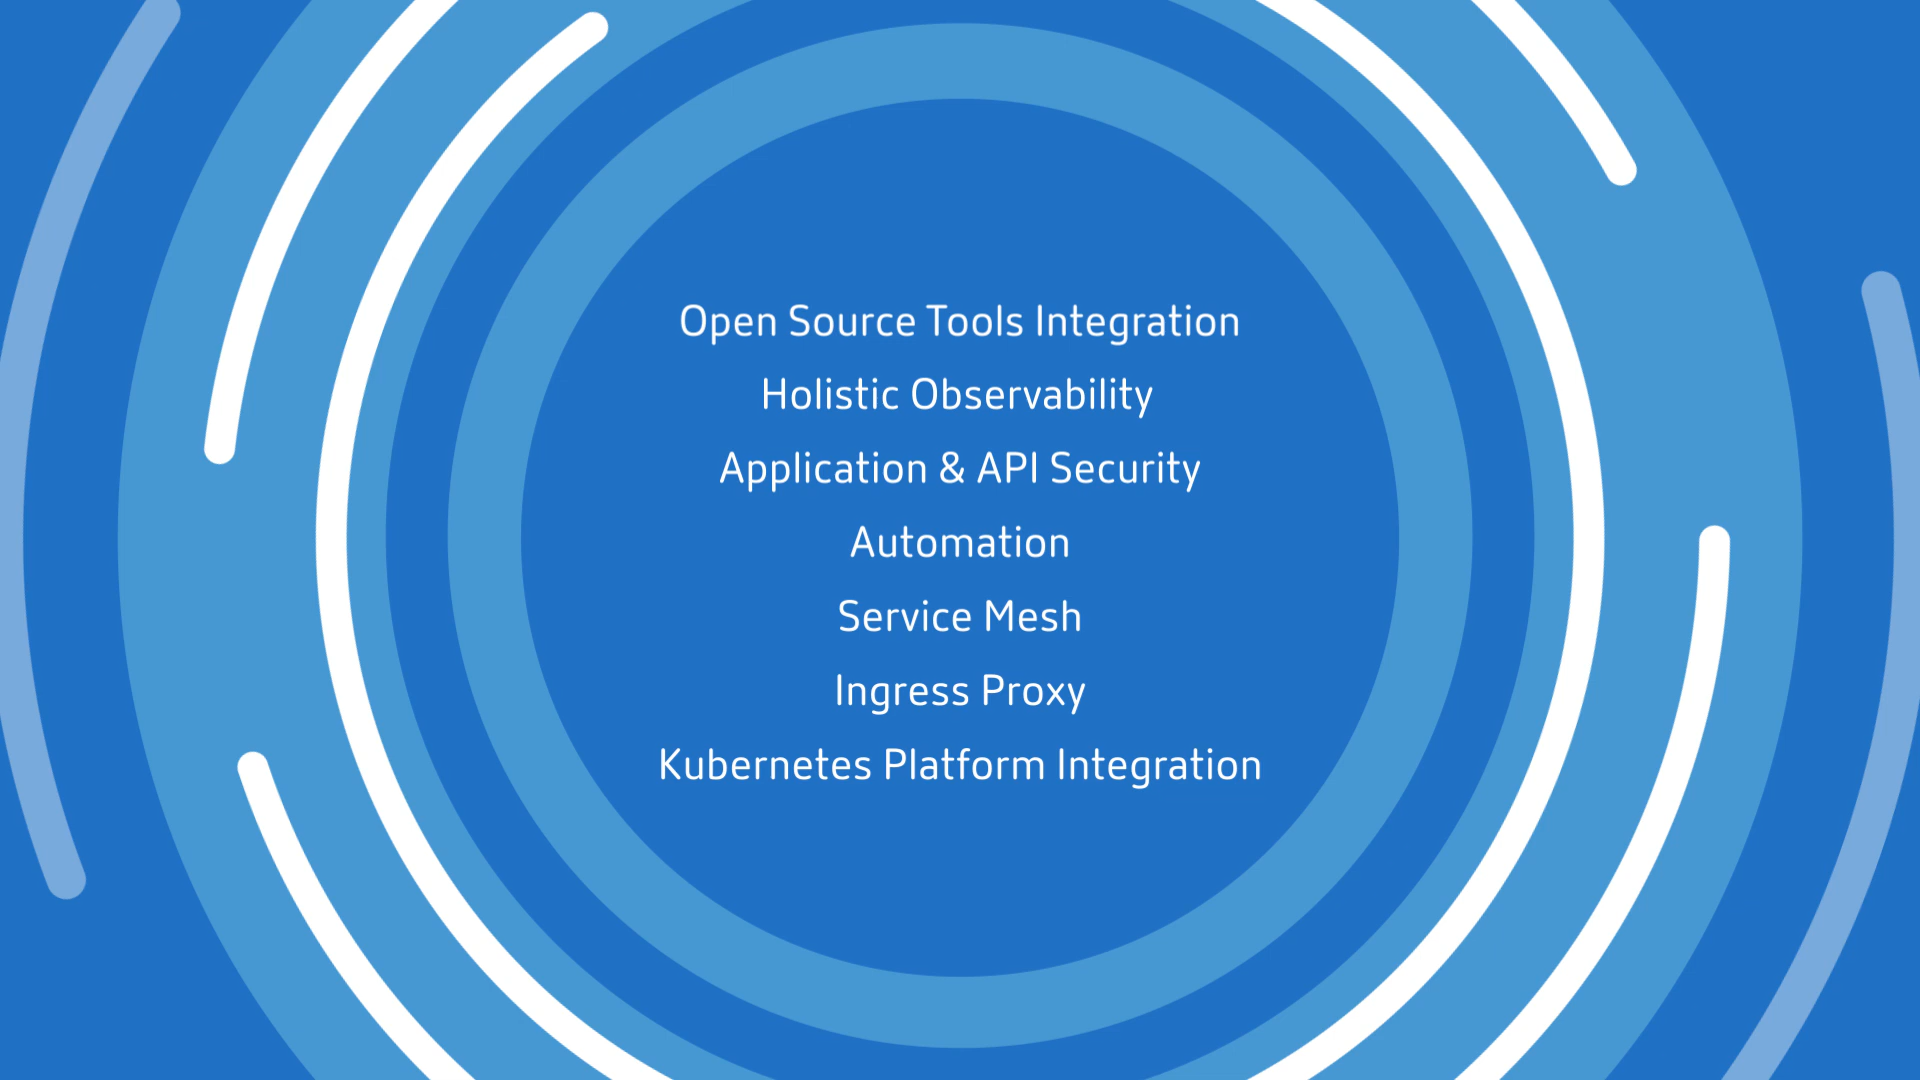 Open Source Tools Integration
Holistic Observability
Application & API Security
Automation
Service Mesh
Ingress Proxy
Kubernetes Platform Integration